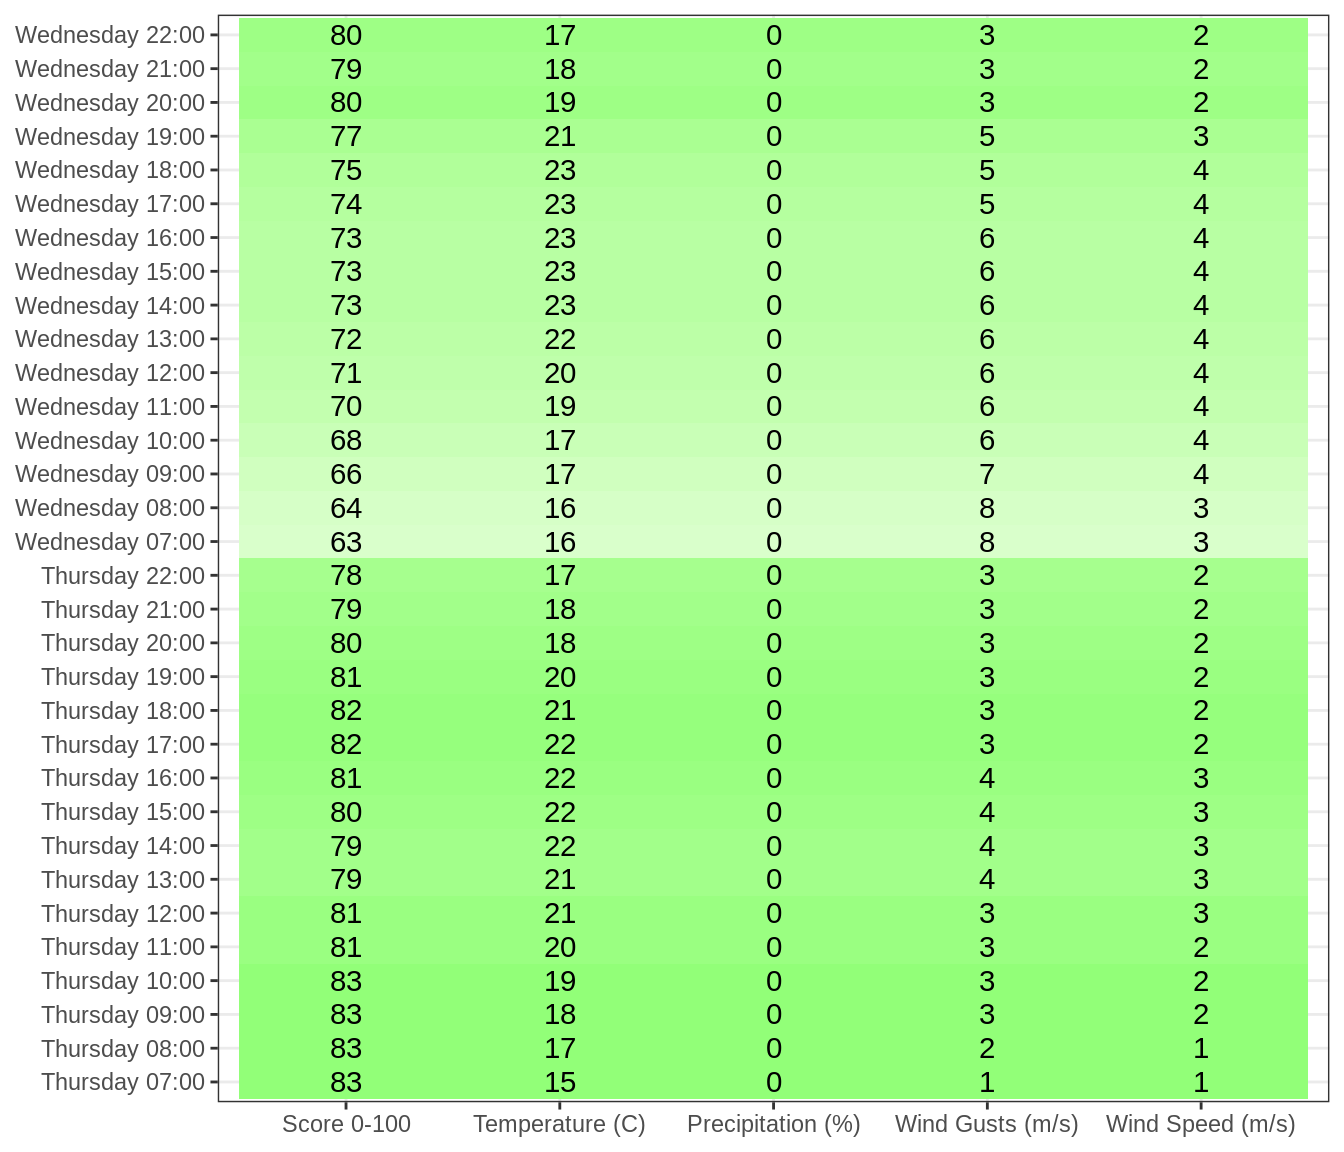 Wednesday 22:00 80 17 0 3 2
Wednesday 21:00 79 18 0 3 2
Wednesday 20:00 80 19 0 3 2
Wednesday 19:00 77 21 0 5 3
Wednesday 18:00 75 23 0 5 4
Wednesday 17:00 74 23 0 5 4
Wednesday 16:00 73 23 0 6 4
Wednesday 15:00 73 23 0 6 4
Wednesday 14:00 73 23 0 6 4
Wednesday 13:00 72 22 0 6 4
Wednesday 12:00 71 20 0 6 4
Wednesday 11:00 70 19 0 6 4
Wednesday 10:00 68 17 0 6 4
Wednesday 09:00 66 17 0 7 4
Wednesday 08:00 64 16 0 8 3
Wednesday 07:00 63 16 0 8 3
Thursday 22:00 78 17 0 3 2
Thursday 21:00 79 18 0 3 2
Thursday 20:00 80 18 0 3 2
Thursday 19:00 81 20 0 3 2
Thursday 18:00 82 21 0 3 2
Thursday 17:00 82 22 0 3 2
Thursday 16:00 81 22 0 4 3
Thursday 15:00 80 22 0 4 3
Thursday 14:00 79 22 0 4 3
Thursday 13:00 79 21 0 4 3
Thursday 12:00 81 21 0 3 3
Thursday 11:00 81 20 0 3 2
Thursday 10:00 83 19 0 3 2
Thursday 09:00 83 18 0 3 2
Thursday 08:00 83 17 0 2 1
Thursday 07:00 83 15 0 1 1
Score 0-100 Temperature (C) Precipitation (%) Wind Gusts (m/s) Wind Speed (m/s)